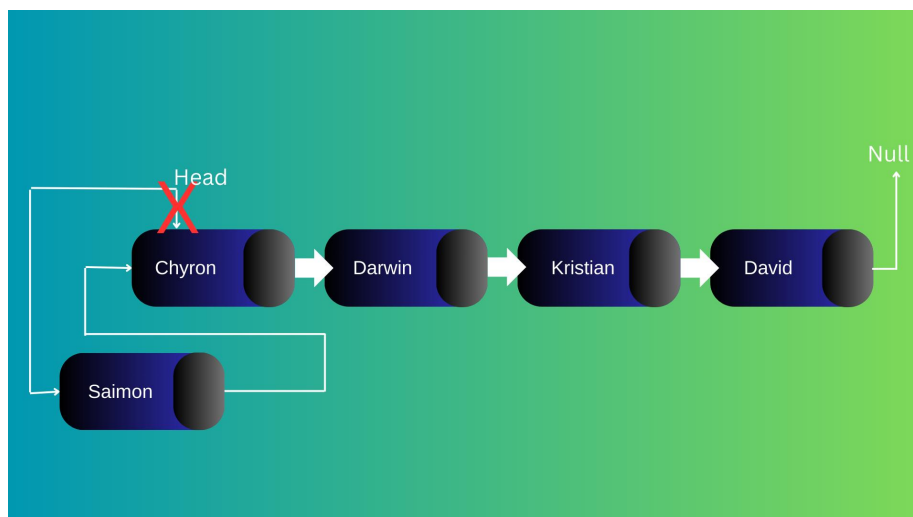 Head
Null
Chyron
Darwin
Kristian
David
Saimon